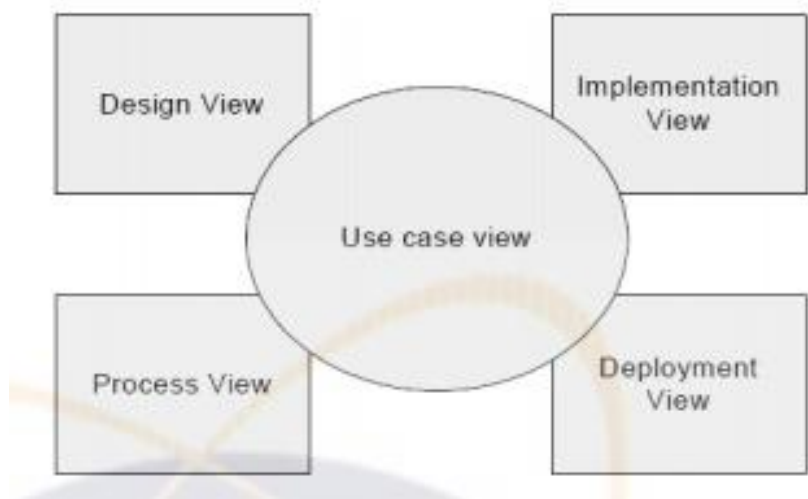 Design View
Implementation
View
Use case view
Process View
Deployment
View